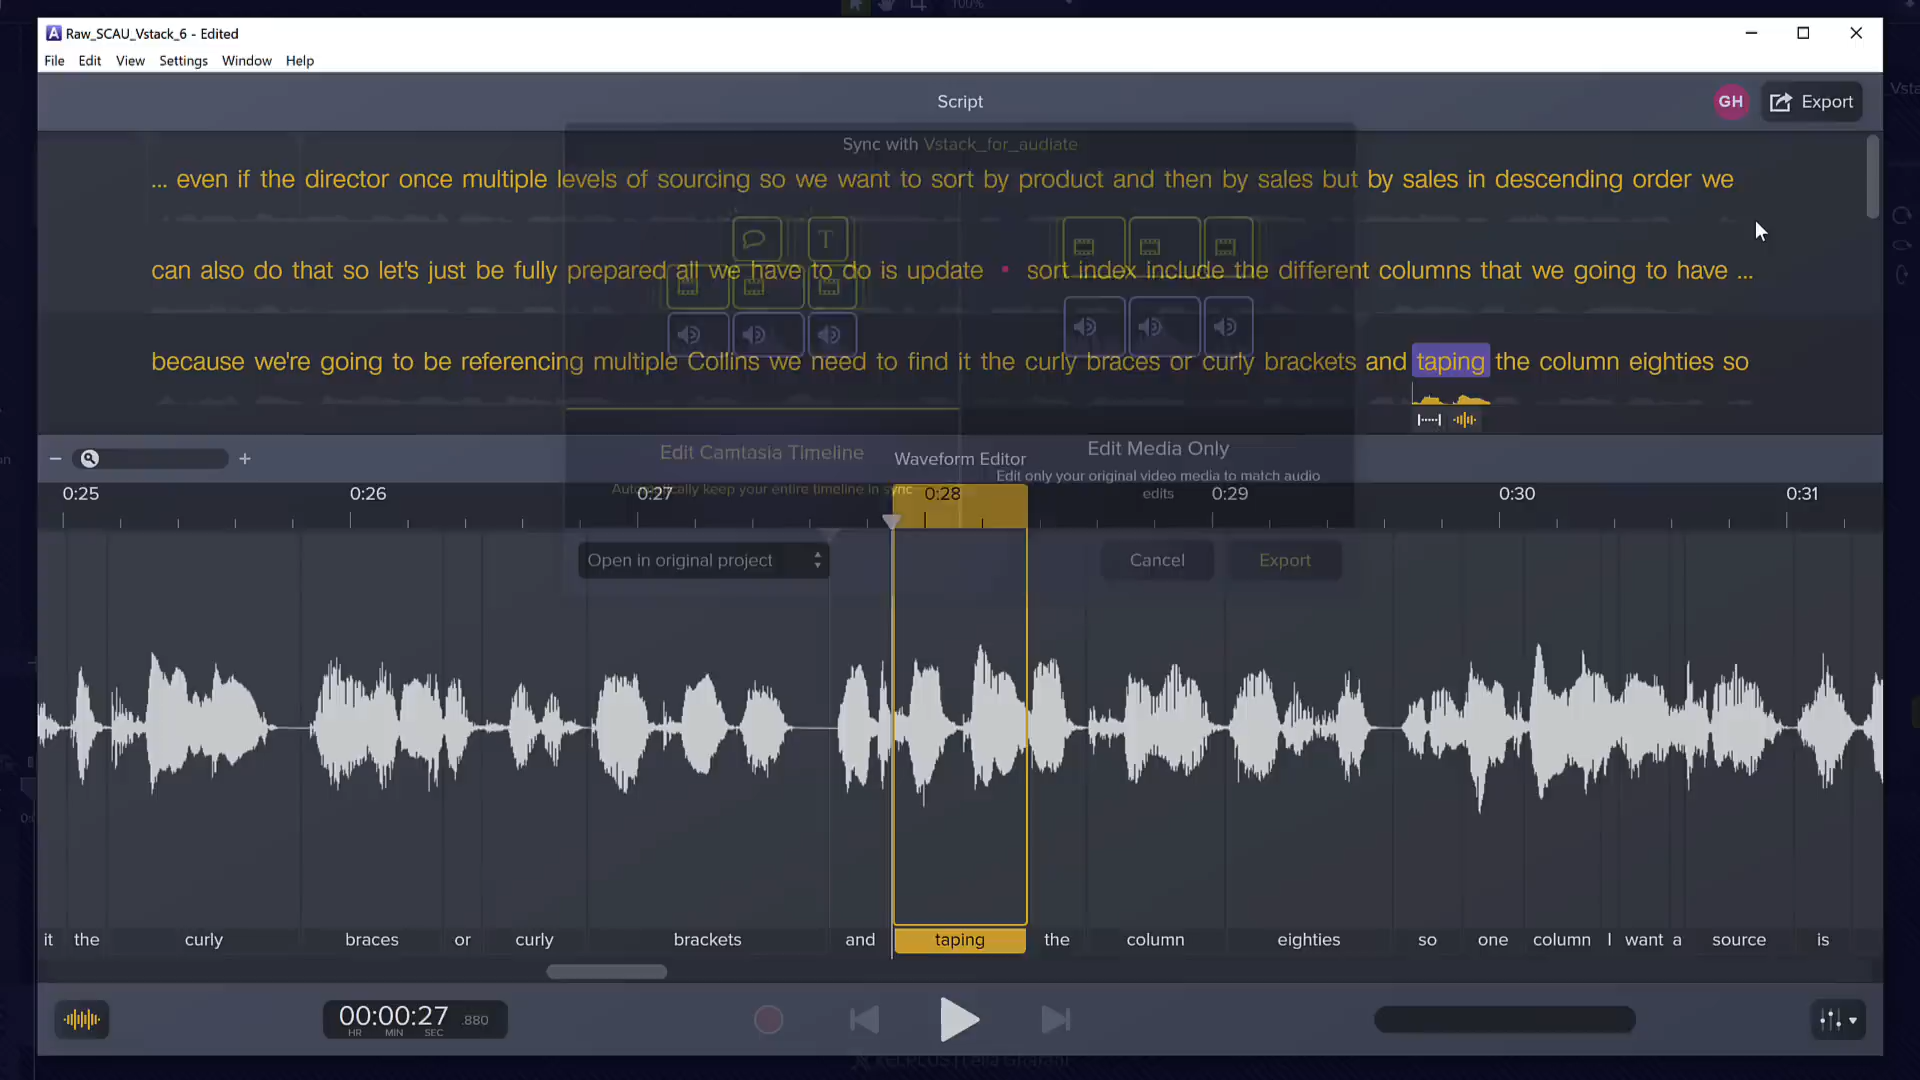 100%
Raw_SCAU_Vstack_6 - Edited
File Edit View Settings Window Help
Script
GH
Export
Sync with Vstack_for_audiate
... even if the director once multiple levels of sourcing so we want to sort by product and then by sales but by sales in descending order we
can also do that so let's just be fully prepared all we have to do is update • sort index include the different columns that we going to have ...
because we're going to be referencing multiple Collins we need to find it the curly braces or curly brackets and taping the column eighties so
Edit Camtasia Timeline
Automatically keep your entire timeline in sync
Edit Media Only
Edit only your original video media to match audio
edits
Waveform Editor
0:25 0:26 0:27 0:28 0:29 0:30 0:31
Open in original project
Cancel
Export
it the curly braces or curly brackets and taping the column eighties so one column I want a source is
00:00:27 .880
HR MIN SEC